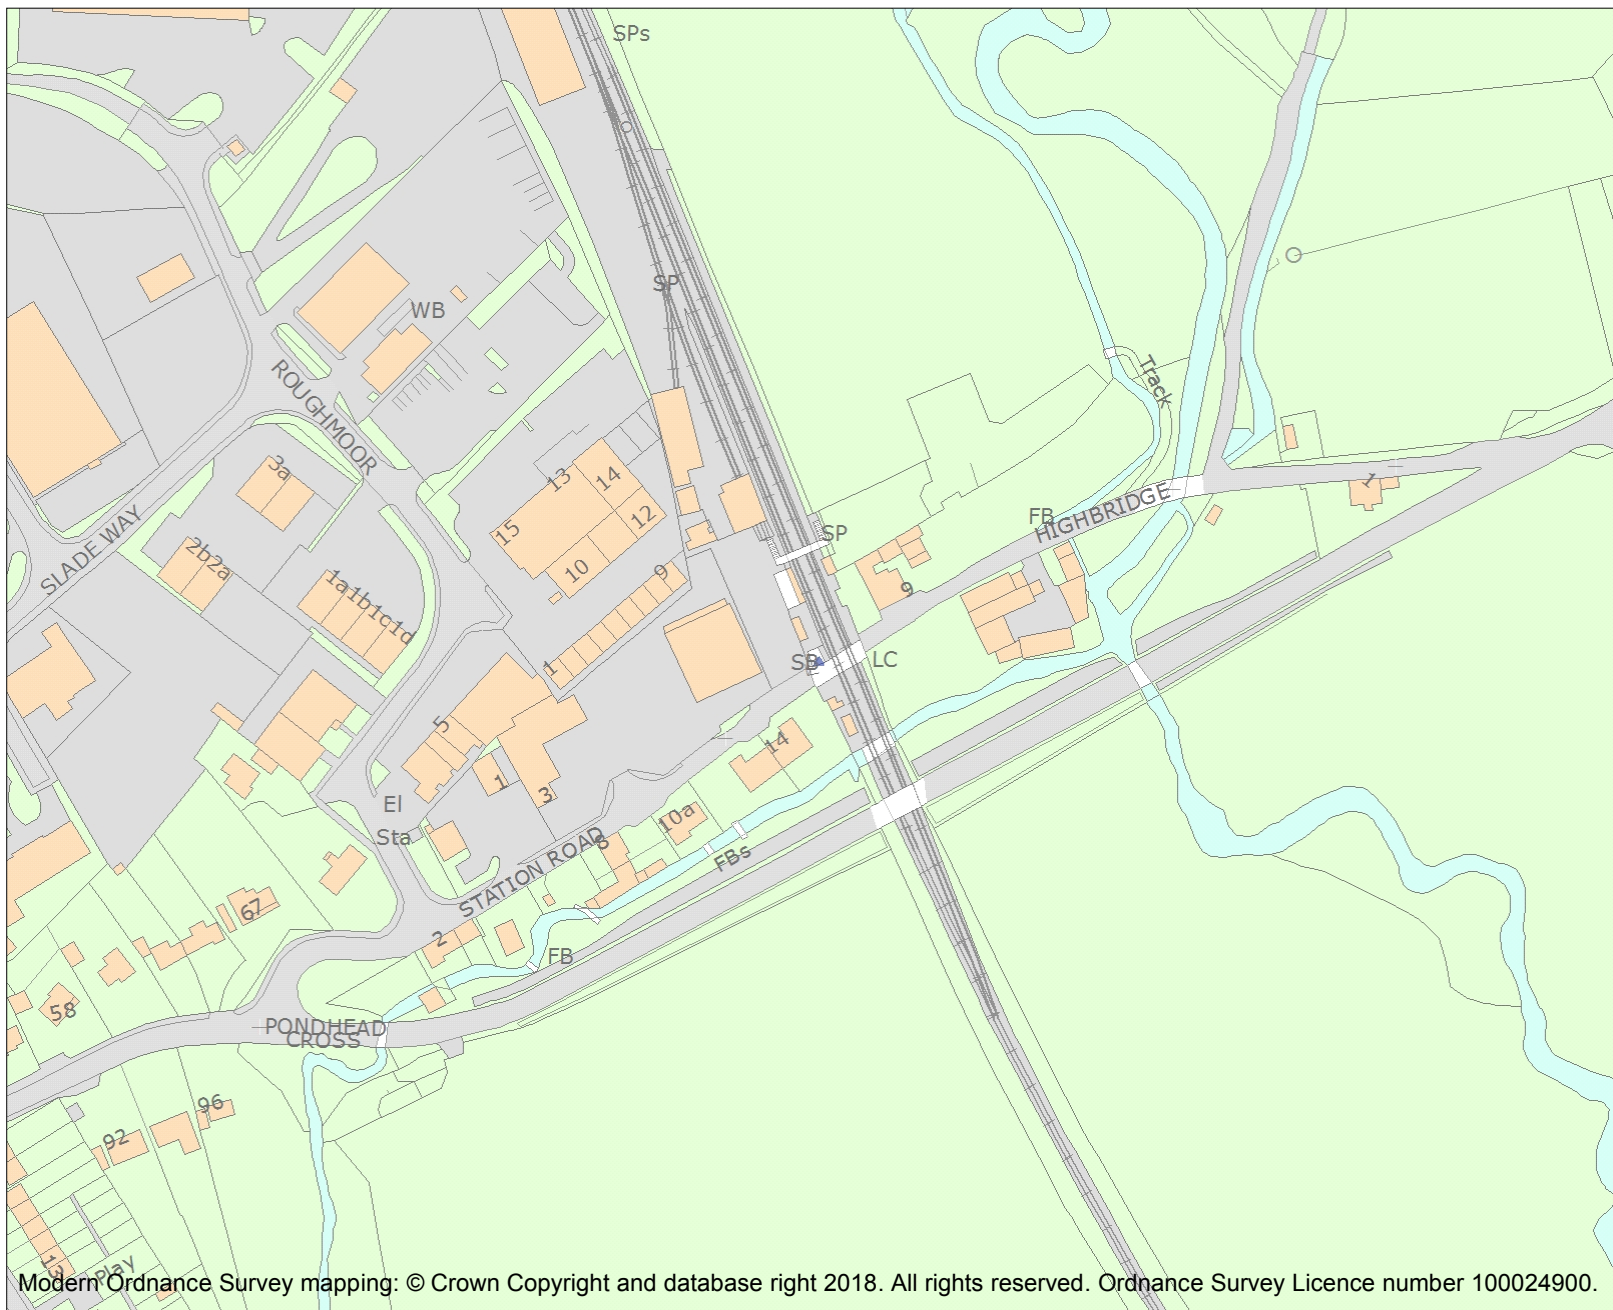 SPs
SP
WB
Track
ROUGHMOOR
3a
13
14
1
SLADE WAY
15
12
HIGHBRIDGE
FB
SP
2b2a
10
9
9
1a1b1c1d
1
SB
LC
5
14
1
3
El
Sta
10a
8
STATION ROAD
FBs
67
2
FB
58
PONDHEAD
CROSS
96
92
13
Play
Modern Ordnance Survey mapping: © Crown Copyright and database right 2018. All rights reserved. Ordnance Survey Licence number 100024900.